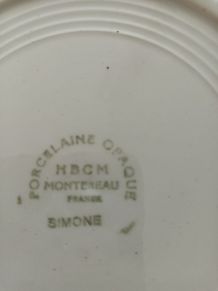 PORCELAINE OPAQUE
HBCM
MONTEREAU
FRANCE
SIMONE